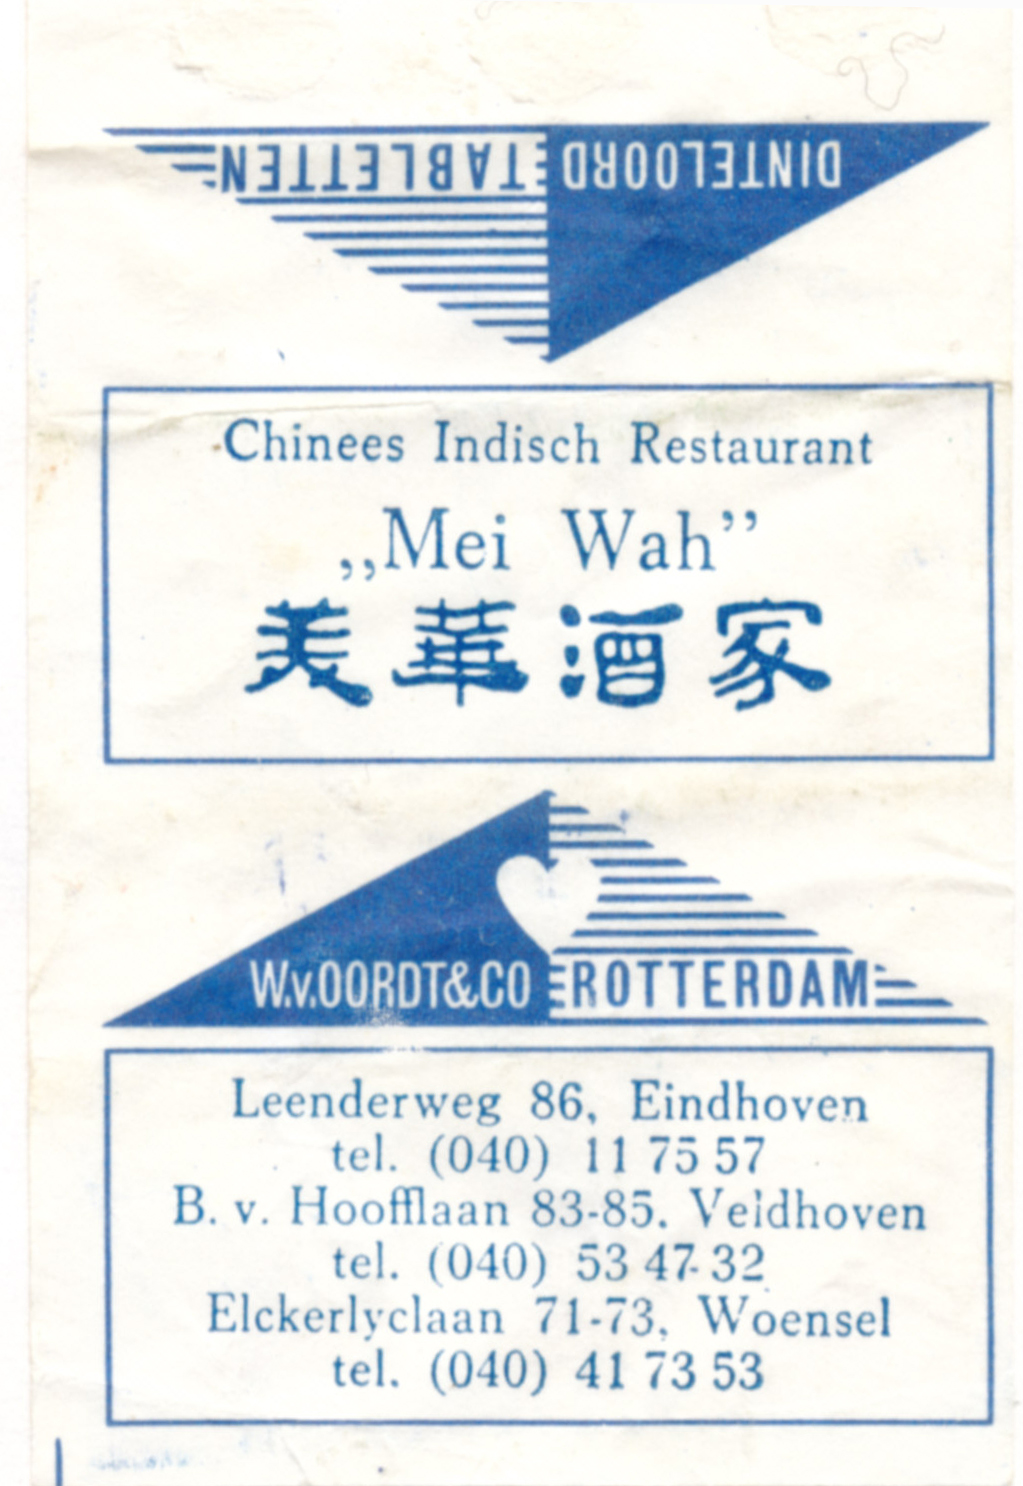 DINTELOORD TABLETTEN
Chinees Indisch Restaurant
„Mei Wah”
美華酒家
W.v.OORDT&CO ROTTERDAM
Leenderweg 86, Eindhoven
tel. (040) 11 75 57
B. v. Hoofflaan 83-85. Veldhoven
tel. (040) 53 47-32
Elckerlyclaan 71-73, Woensel
tel. (040) 41 73 53